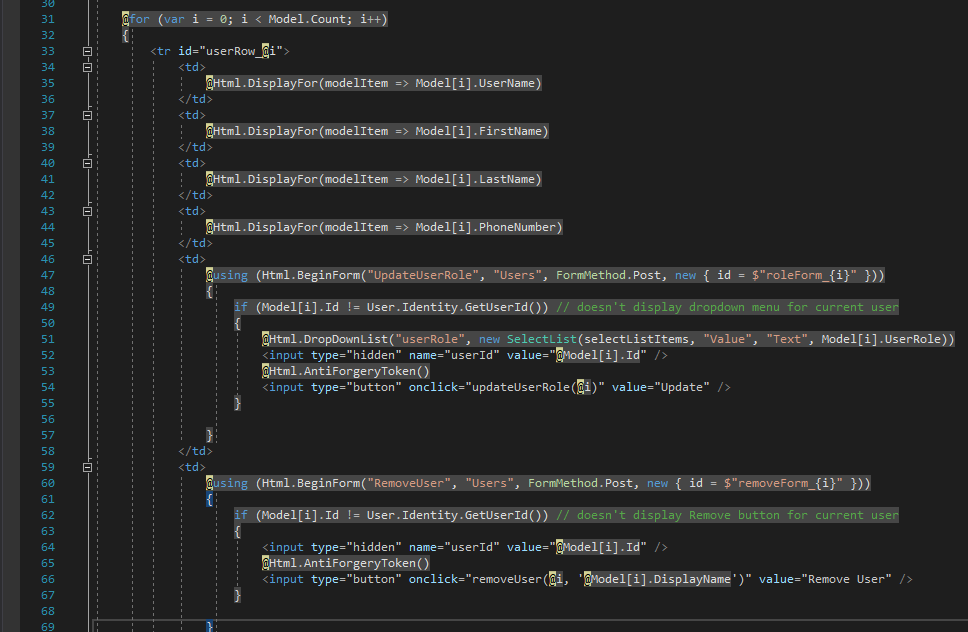 30
31 @for (var i = 0; i < Model.Count; i++)
32 {
33 <tr id="userRow_@i">
34 <td>
35 @Html.DisplayFor(modelItem => Model[i].UserName)
36 </td>
37 <td>
38 @Html.DisplayFor(modelItem => Model[i].FirstName)
39 </td>
40 <td>
41 @Html.DisplayFor(modelItem => Model[i].LastName)
42 </td>
43 <td>
44 @Html.DisplayFor(modelItem => Model[i].PhoneNumber)
45 </td>
46 <td>
47 @using (Html.BeginForm("UpdateUserRole", "Users", FormMethod.Post, new { id = $"roleForm_{i}" }))
48 {
49 if (Model[i].Id != User.Identity.GetUserId()) // doesn't display dropdown menu for current user
50 {
51 @Html.DropDownList("userRole", new SelectList(selectListItems, "Value", "Text", Model[i].UserRole))
52 <input type="hidden" name="userId" value="@Model[i].Id" />
53 @Html.AntiForgeryToken()
54 <input type="button" onclick="updateUserRole(@i)" value="Update" />
55 }
56
57 }
58 </td>
59 <td>
60 @using (Html.BeginForm("RemoveUser", "Users", FormMethod.Post, new { id = $"removeForm_{i}" }))
61 {
62 if (Model[i].Id != User.Identity.GetUserId()) // doesn't display Remove button for current user
63 {
64 <input type="hidden" name="userId" value="@Model[i].Id" />
65 @Html.AntiForgeryToken()
66 <input type="button" onclick="removeUser(@i, '@Model[i].DisplayName')" value="Remove User" />
67 }
68
69 }